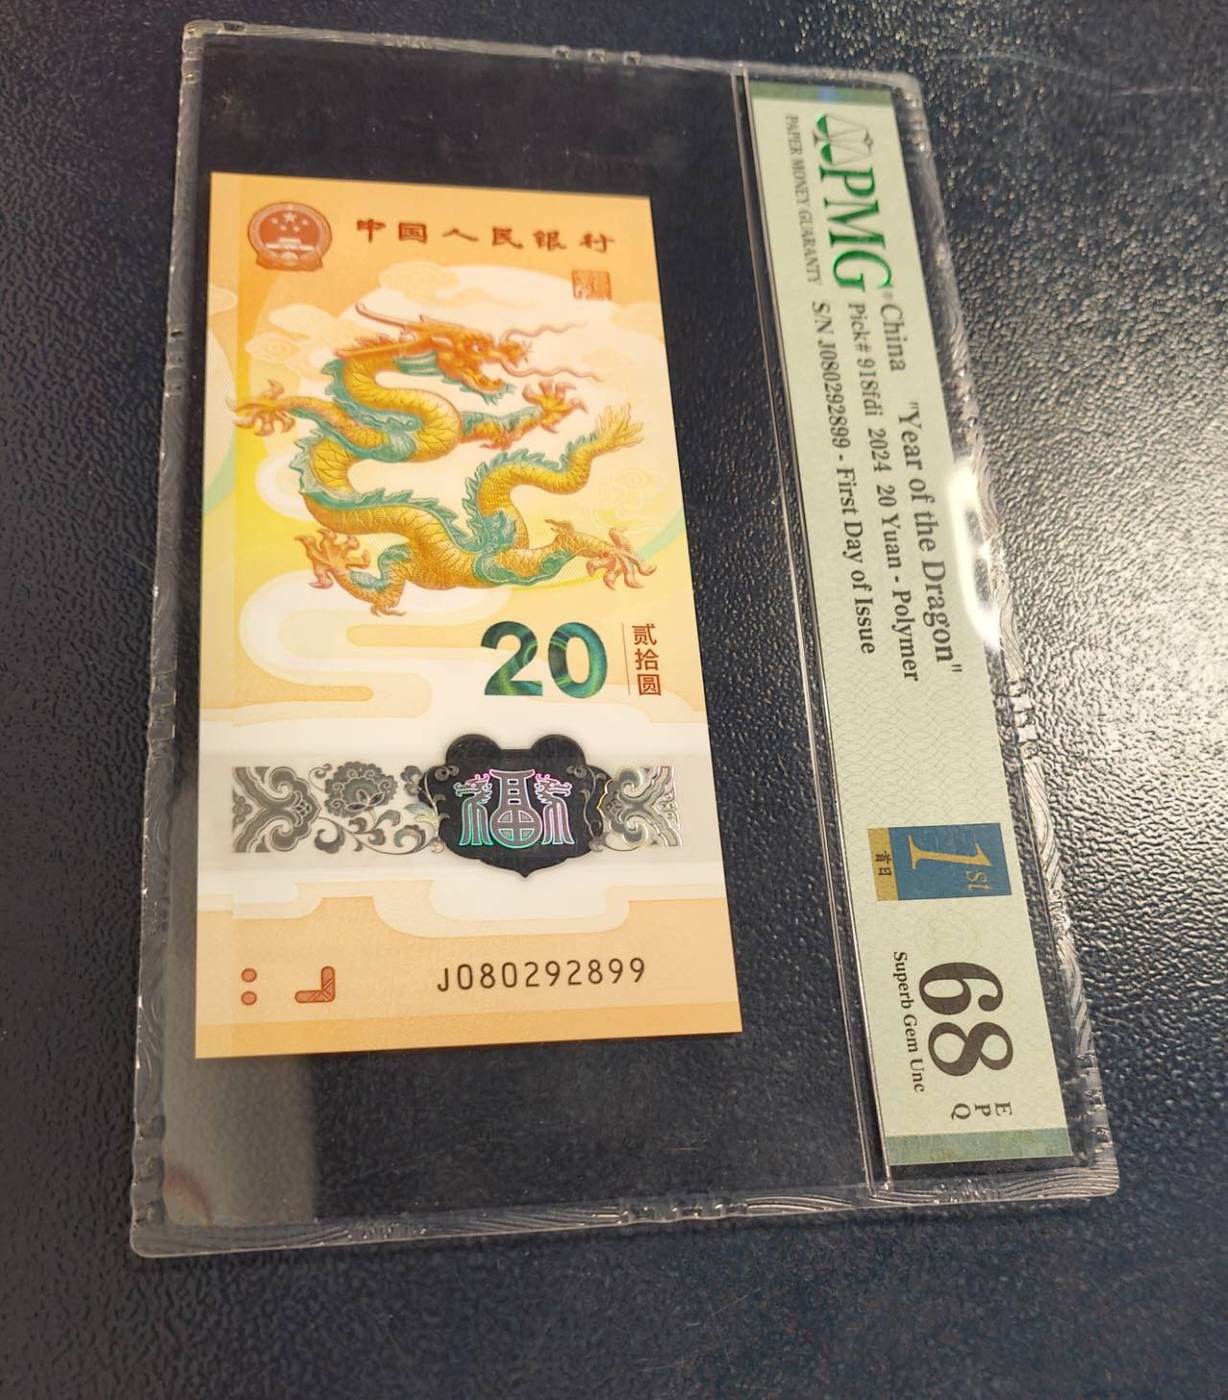 中国人民银行
20
贰拾圆
福
J080292899
PMG
PAPER MONEY GUARANTY
China "Year of the Dragon"
Pick# 918fdi 2024 20 Yuan - Polymer
S/N J080292899 - First Day of Issue
1st
首日
68
EPQ
Superb Gem Unc